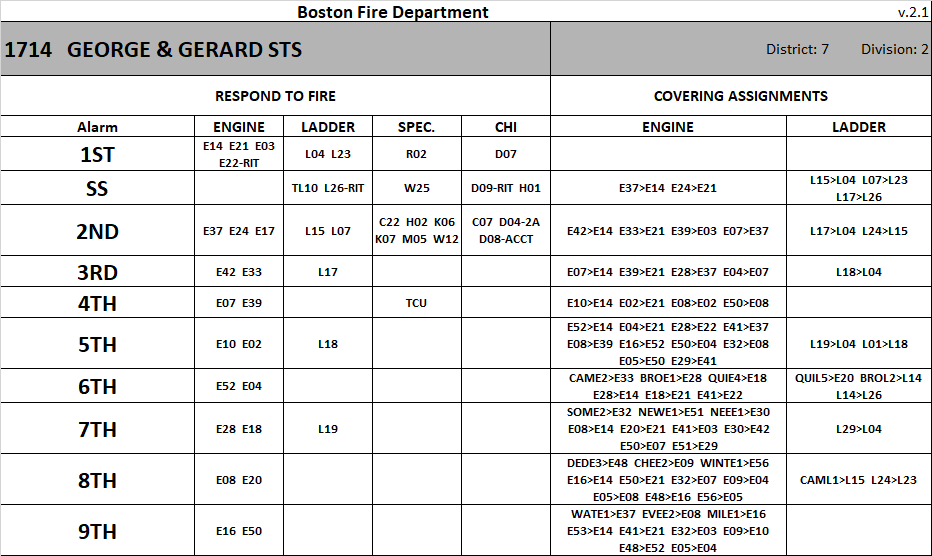 Boston Fire Department v.2.1
1714 GEORGE & GERARD STS District: 7 Division: 2
RESPOND TO FIRE COVERING ASSIGNMENTS
Alarm ENGINE LADDER SPEC. CHI ENGINE LADDER
1ST
E14 E21 E03
E22-RIT
L04 L23
R02
D07
SS
TL10 L26-RIT
W25
D09-RIT H01
E37>E14 E24>E21
L15>L04 L07>L23
L17>L26
2ND
E37 E24 E17
L15 L07
C22 H02 K06
K07 M05 W12
C07 D04-2A
D08-ACCT
E42>E14 E33>E21 E39>E03 E07>E37
L17>L04 L24>L15
3RD
E42 E33
L17
E07>E14 E39>E21 E28>E37 E04>E07
L18>L04
4TH
E07 E39
TCU
E10>E14 E02>E21 E08>E02 E50>E08
5TH
E10 E02
L18
E52>E14 E04>E21 E28>E22 E41>E37
E08>E39 E16>E52 E50>E04 E32>E08
E05>E50 E29>E41
L19>L04 L01>L18
6TH
E52 E04
CAME2>E33 BROE1>E28 QUIE4>E18
E28>E14 E18>E21 E41>E22
QUIL5>E20 BROL2>L14
L14>L26
7TH
E28 E18
L19
SOME2>E32 NEWE1>E51 NEEE1>E30
E08>E14 E20>E21 E41>E03 E30>E42
E50>E07 E51>E29
L29>L04
8TH
E08 E20
DEDE3>E48 CHEE2>E09 WINTE1>E56
E16>E14 E50>E21 E32>E07 E09>E04
E05>E08 E48>E16 E56>E05
CAML1>L15 L24>L23
9TH
E16 E50
WATE1>E37 EVEE2>E08 MILE1>E16
E53>E14 E41>E21 E32>E03 E09>E10
E48>E52 E05>E04